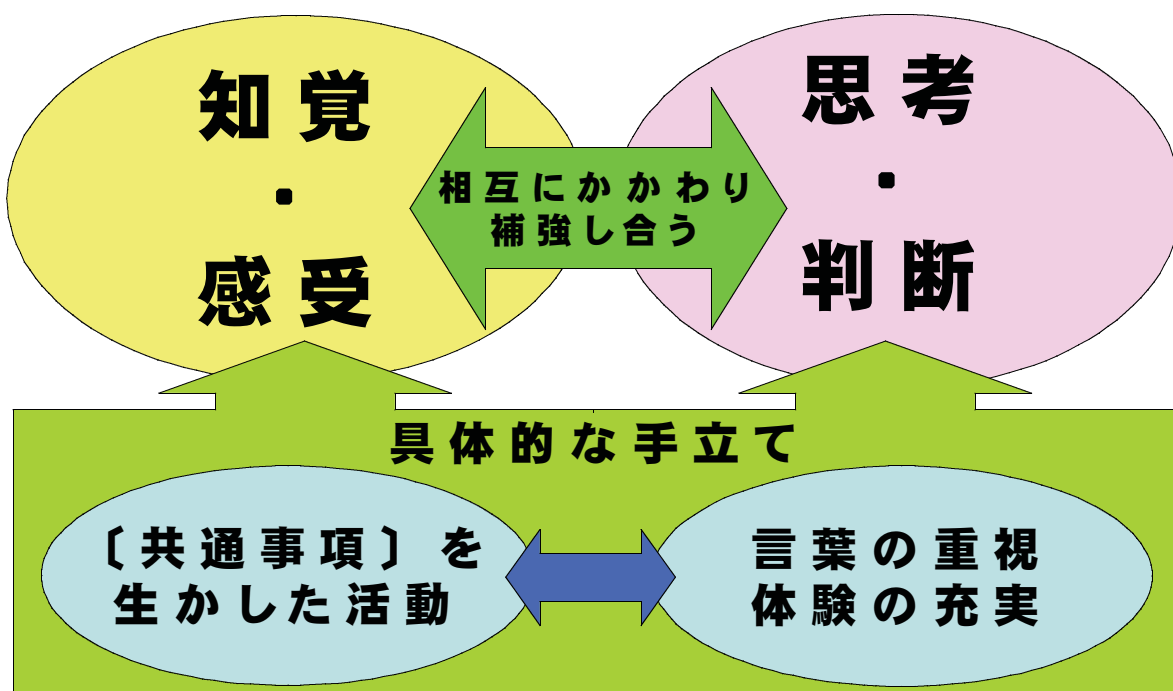 知覚
・
感受
相互にかかわり
補強し合う
思考
・
判断
具体的な手立て
〔共通事項〕を
生かした活動
言葉の重視
体験の充実